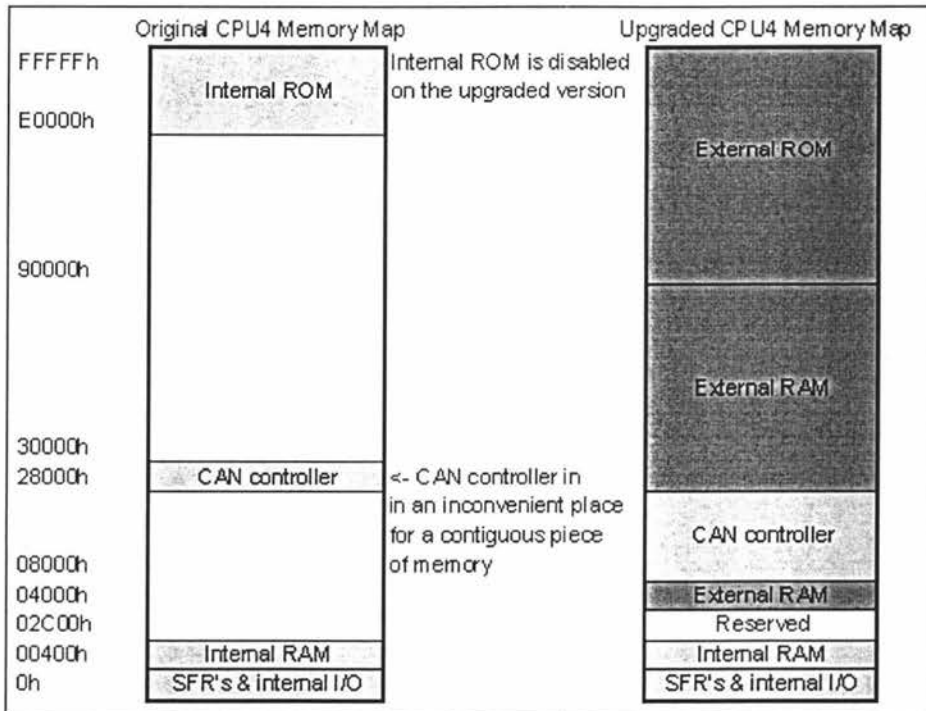 Original CPU4 Memory Map
Upgraded CPU4 Memory Map
FFFFFh
E0000h
90000h
30000h
28000h
08000h
04000h
02C00h
00400h
0h
Internal ROM
CAN controller
Internal RAM
SFR's & internal I/O
Internal ROM is disabled
on the upgraded version
<- CAN controller in
in an inconvenient place
for a contiguous piece
of memory
External ROM
External RAM
CAN controller
External RAM
Reserved
Internal RAM
SFR's & internal I/O